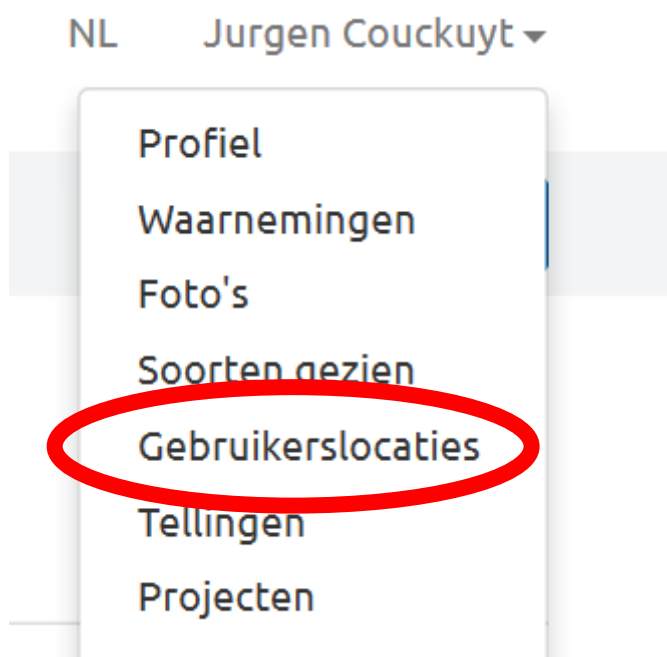 NL Jurgen Couckuyt
Profiel
Waarnemingen
Foto's
Soorten gezien
Gebruikerslocaties
Tellingen
Projecten